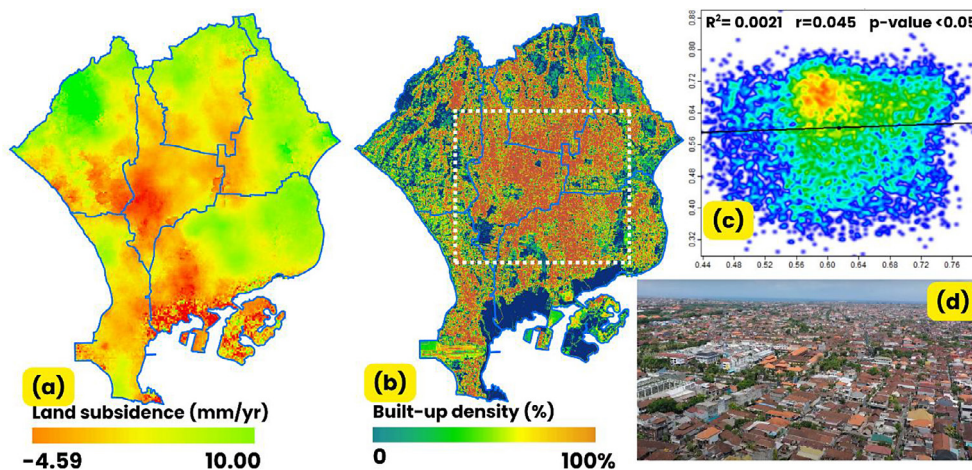 (a)
Land subsidence (mm/yr)
-4.59 10.00
(b)
Built-up density (%)
0 100%
R²= 0.0021 r=0.045 p-value <0.05
0.88
0.80
0.72
0.64
0.56
0.48
0.40
0.32
0.44 0.48 0.52 0.56 0.60 0.64 0.68 0.72 0.76
(c)
(d)